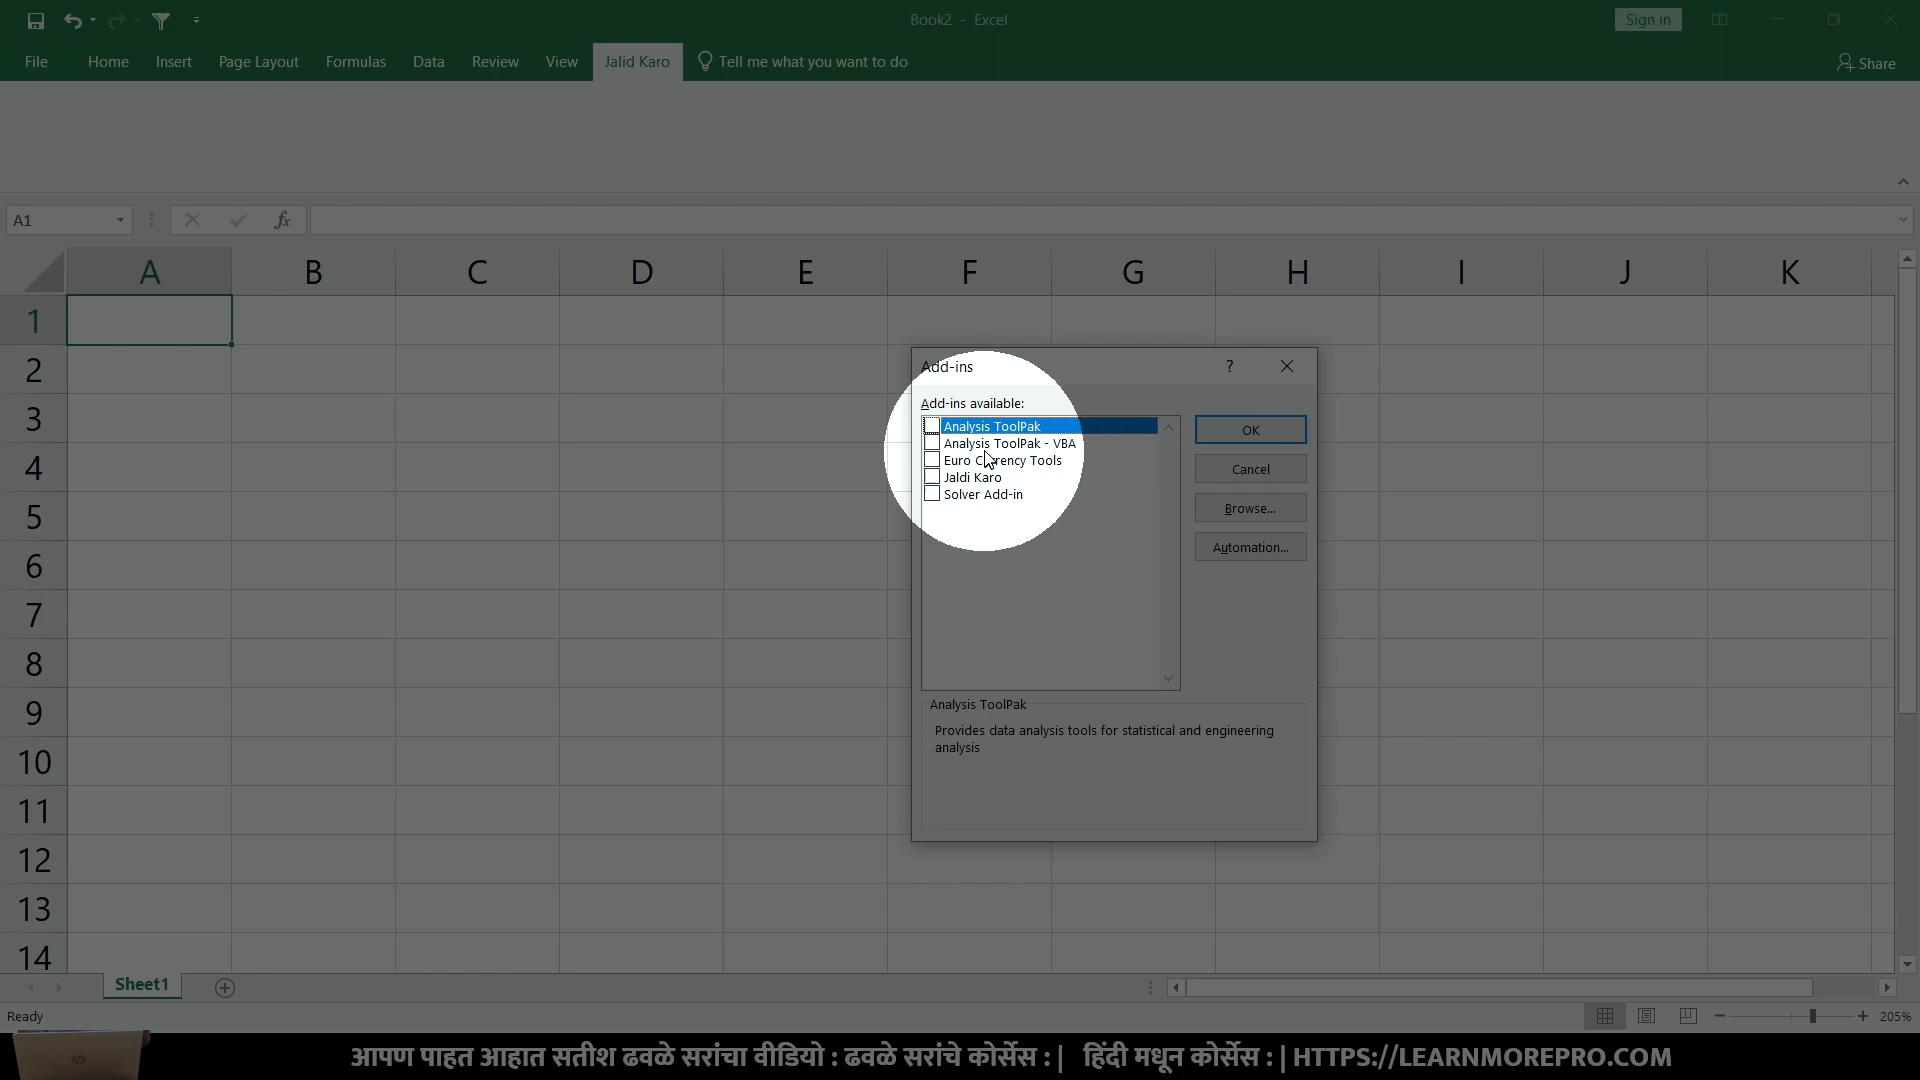 Book2 - Excel
Sign in
File Home Insert Page Layout Formulas Data Review View Jalid Karo Tell me what you want to do
Share
A1
fx
A B C D E F G H I J K
1
2
3
4
5
6
7
8
9
10
11
12
13
14
Add-ins
?
Add-ins available:
Analysis ToolPak
Analysis ToolPak - VBA
Euro Currency Tools
Jaldi Karo
Solver Add-in
OK
Cancel
Browse...
Automation...
Analysis ToolPak
Provides data analysis tools for statistical and engineering
analysis
Sheet1
Ready
205%
आपण पाहत आहात सतीश ढवळे सरांचा वीडियो : ढवळे सरांचे कोर्सेस : | हिंदी मधून कोर्सेस : | HTTPS://LEARNMOREPRO.COM